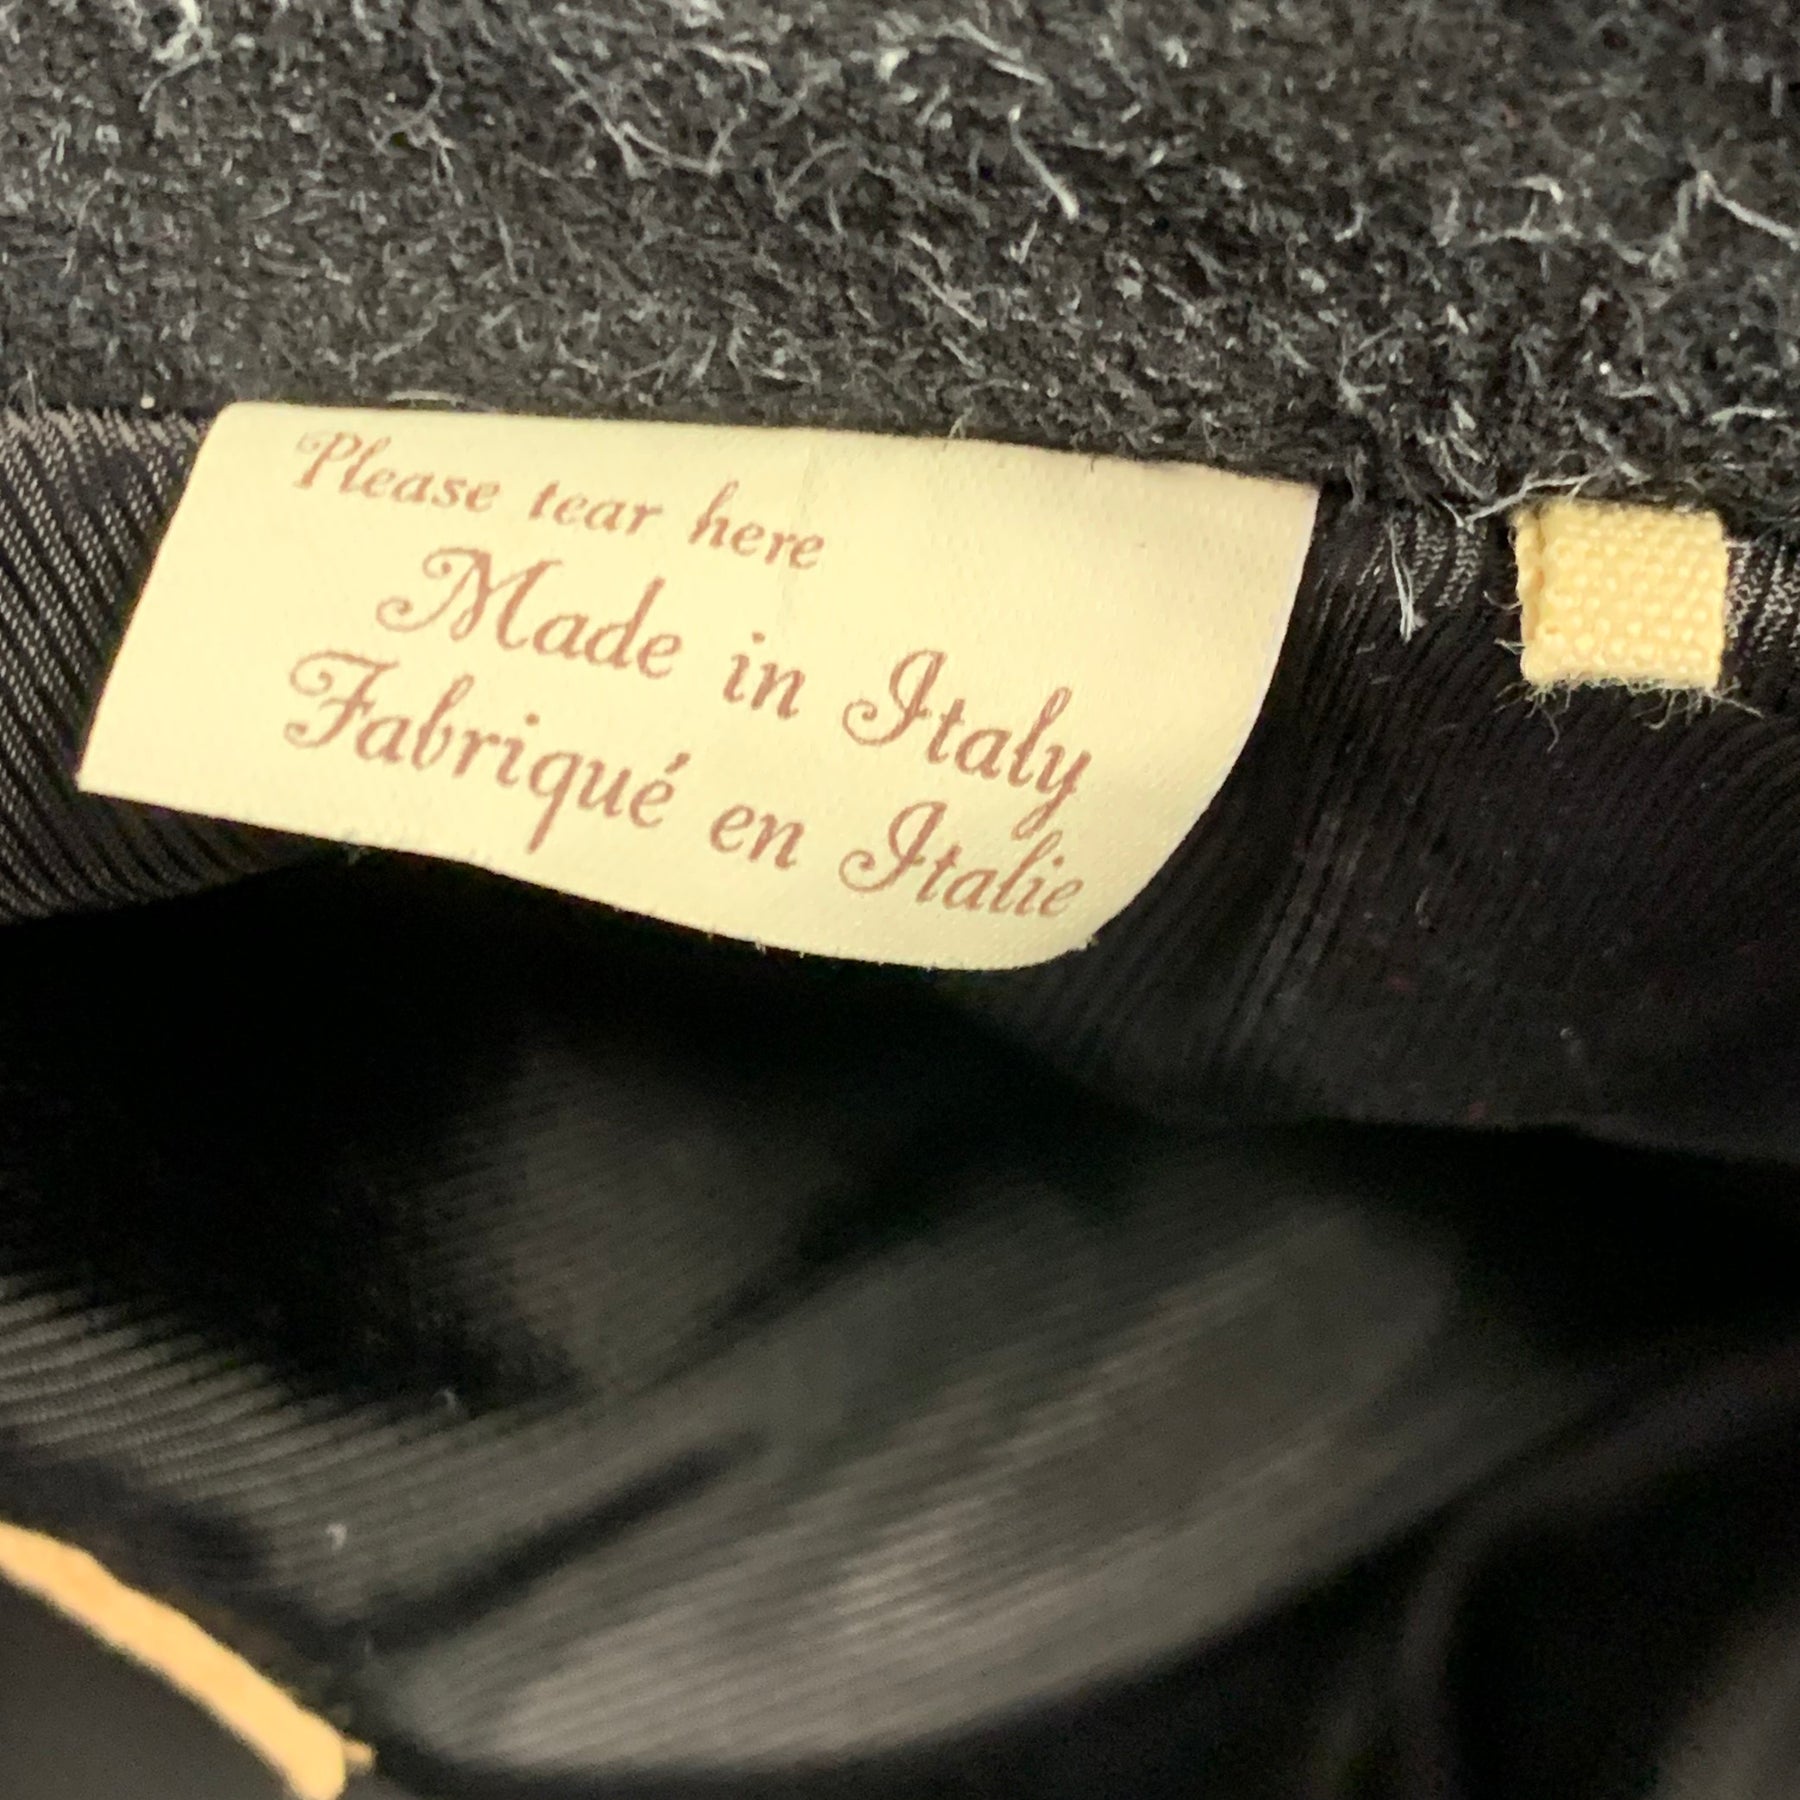 Please tear here
Made in Italy
Fabriqué en Italie